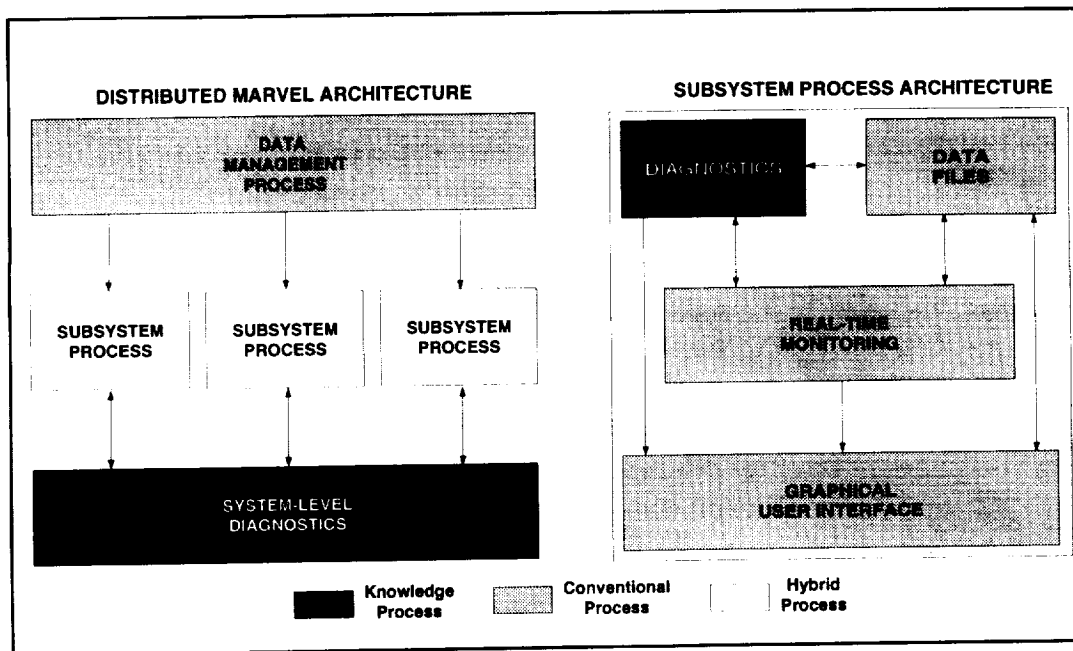 DISTRIBUTED MARVEL ARCHITECTURE
DATA
MANAGEMENT
PROCESS
SUBSYSTEM
PROCESS
SUBSYSTEM
PROCESS
SUBSYSTEM
PROCESS
SYSTEM-LEVEL
DIAGNOSTICS
SUBSYSTEM PROCESS ARCHITECTURE
DIAGNOSTICS
DATA
FILES
REAL-TIME
MONITORING
GRAPHICAL
USER INTERFACE
Knowledge
Process
Conventional
Process
Hybrid
Process